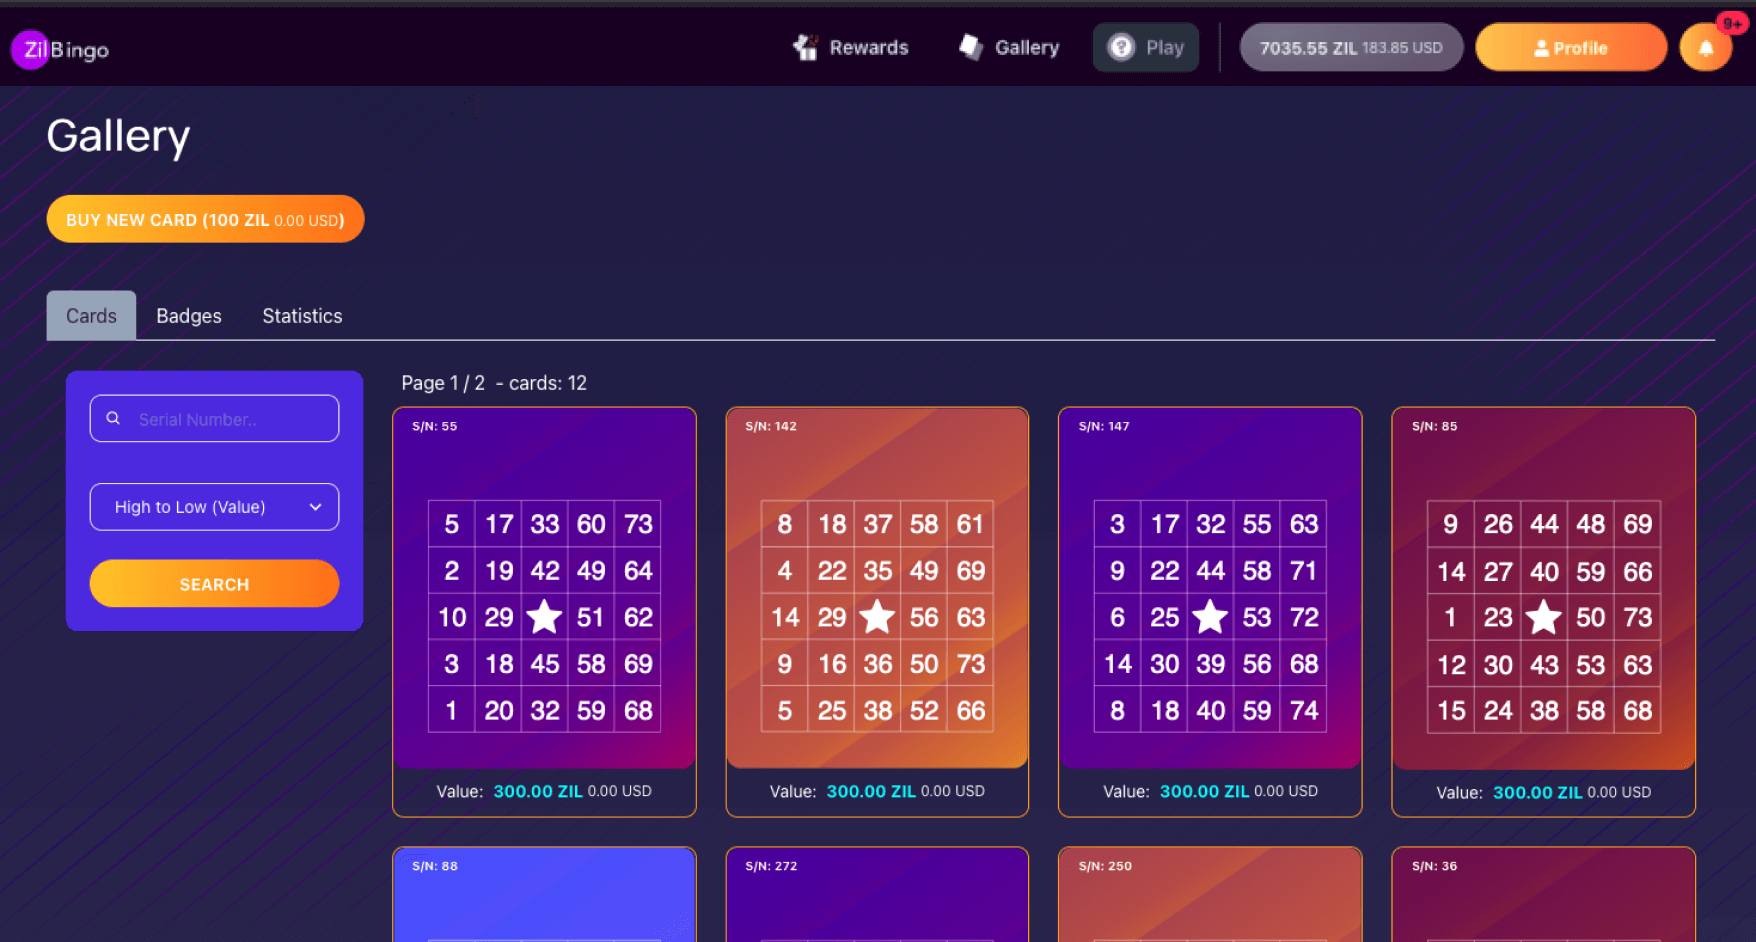 ZilBingo
Rewards
Gallery
Play
7035.55 ZIL 183.85 USD
Profile
9+
Gallery
BUY NEW CARD (100 ZIL 0.00 USD)
Cards Badges Statistics
Serial Number..
High to Low (Value)
SEARCH
Page 1 / 2 - cards: 12
S/N: 55
5 17 33 60 73
2 19 42 49 64
10 29 51 62
3 18 45 58 69
1 20 32 59 68
Value: 300.00 ZIL 0.00 USD
S/N: 142
8 18 37 58 61
4 22 35 49 69
14 29 56 63
9 16 36 50 73
5 25 38 52 66
Value: 300.00 ZIL 0.00 USD
S/N: 147
3 17 32 55 63
9 22 44 58 71
6 25 53 72
14 30 39 56 68
8 18 40 59 74
Value: 300.00 ZIL 0.00 USD
S/N: 85
9 26 44 48 69
14 27 40 59 66
1 23 50 73
12 30 43 53 63
15 24 38 58 68
Value: 300.00 ZIL 0.00 USD
S/N: 88
S/N: 272
S/N: 250
S/N: 36